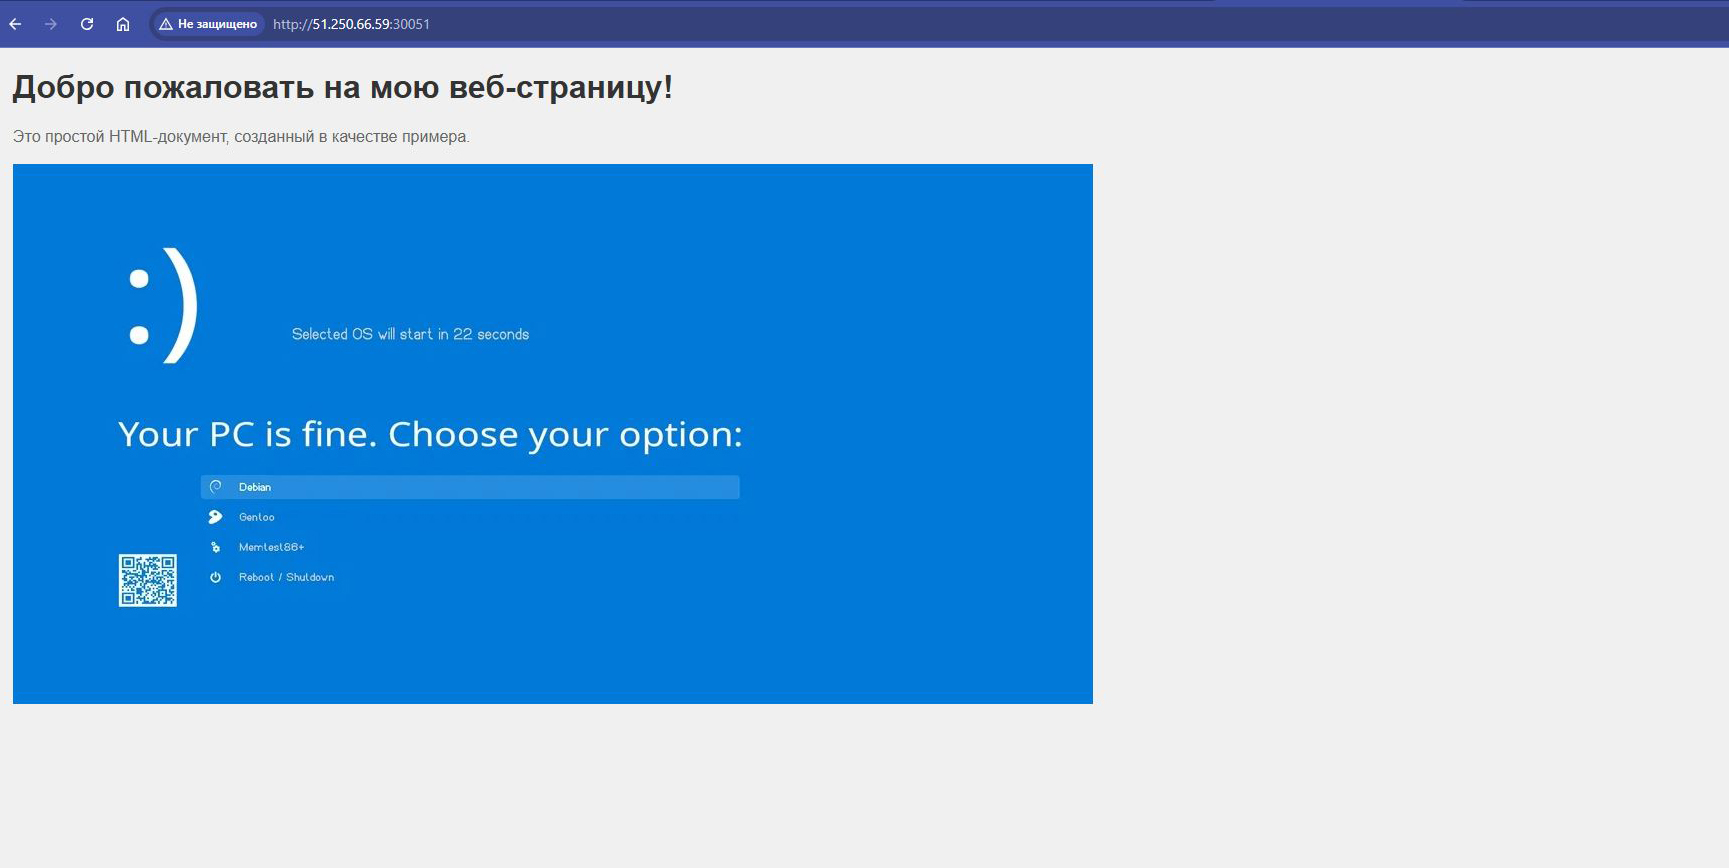 Не защищено http://51.250.66.59:30051
Добро пожаловать на мою веб-страницу!
Это простой HTML-документ, созданный в качестве примера.
:)
Selected OS will start in 22 seconds
Your PC is fine. Choose your option:
Debian
Gentoo
Memtest86+
Reboot / Shutdown